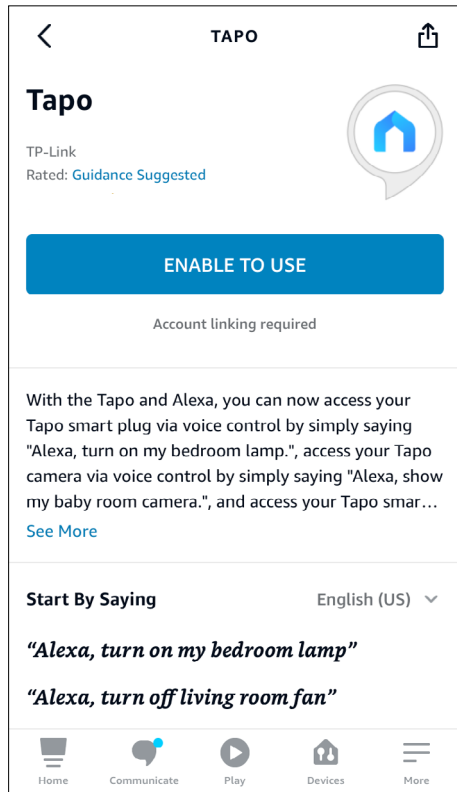 TAPO
Tapo
TP-Link
Rated: Guidance Suggested
ENABLE TO USE
Account linking required
With the Tapo and Alexa, you can now access your
Tapo smart plug via voice control by simply saying
"Alexa, turn on my bedroom lamp.", access your Tapo
camera via voice control by simply saying "Alexa, show
my baby room camera.", and access your Tapo smar...
See More
Start By Saying English (US)
“Alexa, turn on my bedroom lamp”
“Alexa, turn off living room fan”
Home Communicate Play Devices More